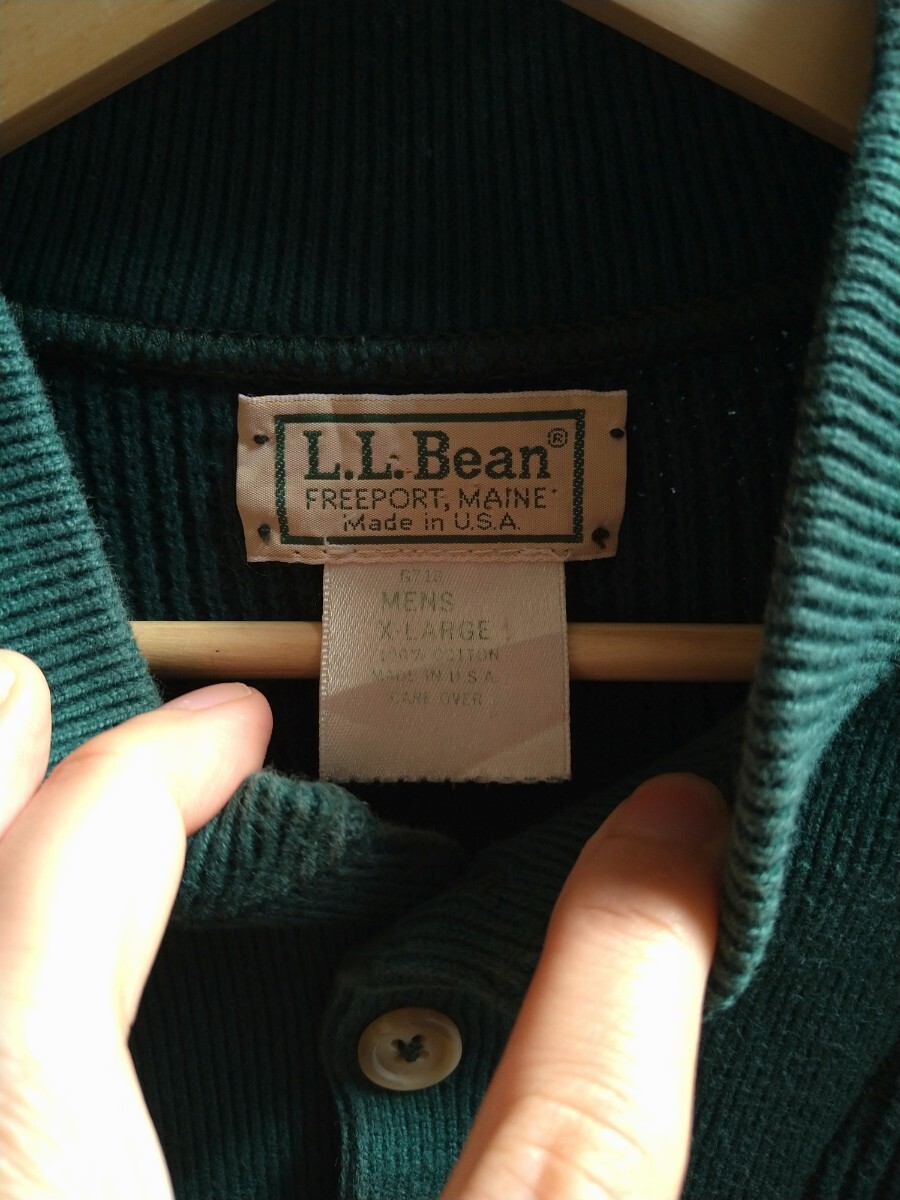 L.L.Bean®
FREEPORT, MAINE
Made in U.S.A.
MENS
X-LARGE
100% COTTON
MADE IN U.S.A.
CARE OVER